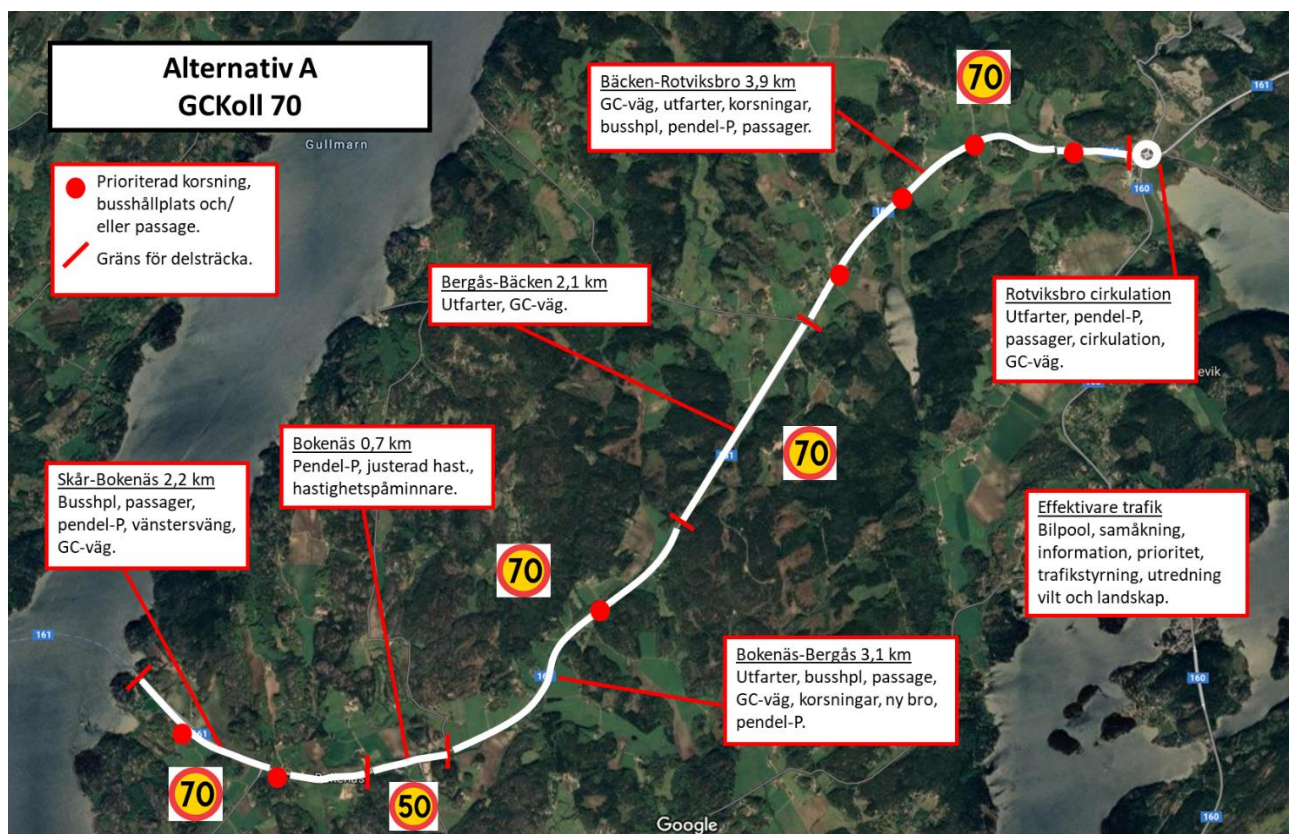 Alternativ A
GCKoll 70
Prioriterad korsning,
busshållplats och/
eller passage.
Gräns för delsträcka.
Gullmarn
Bäcken-Rotviksbro 3,9 km
GC-väg, utfarter, korsningar,
busshpl, pendel-P, passager.
70
161
160
Rotviksbro cirkulation
Utfarter, pendel-P,
passager, cirkulation,
GC-väg.
Bergås-Bäcken 2,1 km
Utfarter, GC-väg.
70
Bokenäs 0,7 km
Pendel-P, justerad hast.,
hastighetspåminnare.
Skår-Bokenäs 2,2 km
Busshpl, passager,
pendel-P, vänstersväng,
GC-väg.
70
Effektivare trafik
Bilpool, samåkning,
information, prioritet,
trafikstyrning, utredning
vilt och landskap.
Bokenäs-Bergås 3,1 km
Utfarter, busshpl, passage,
GC-väg, korsningar, ny bro,
pendel-P.
161
160
160
70
50
Bokenäs
Google